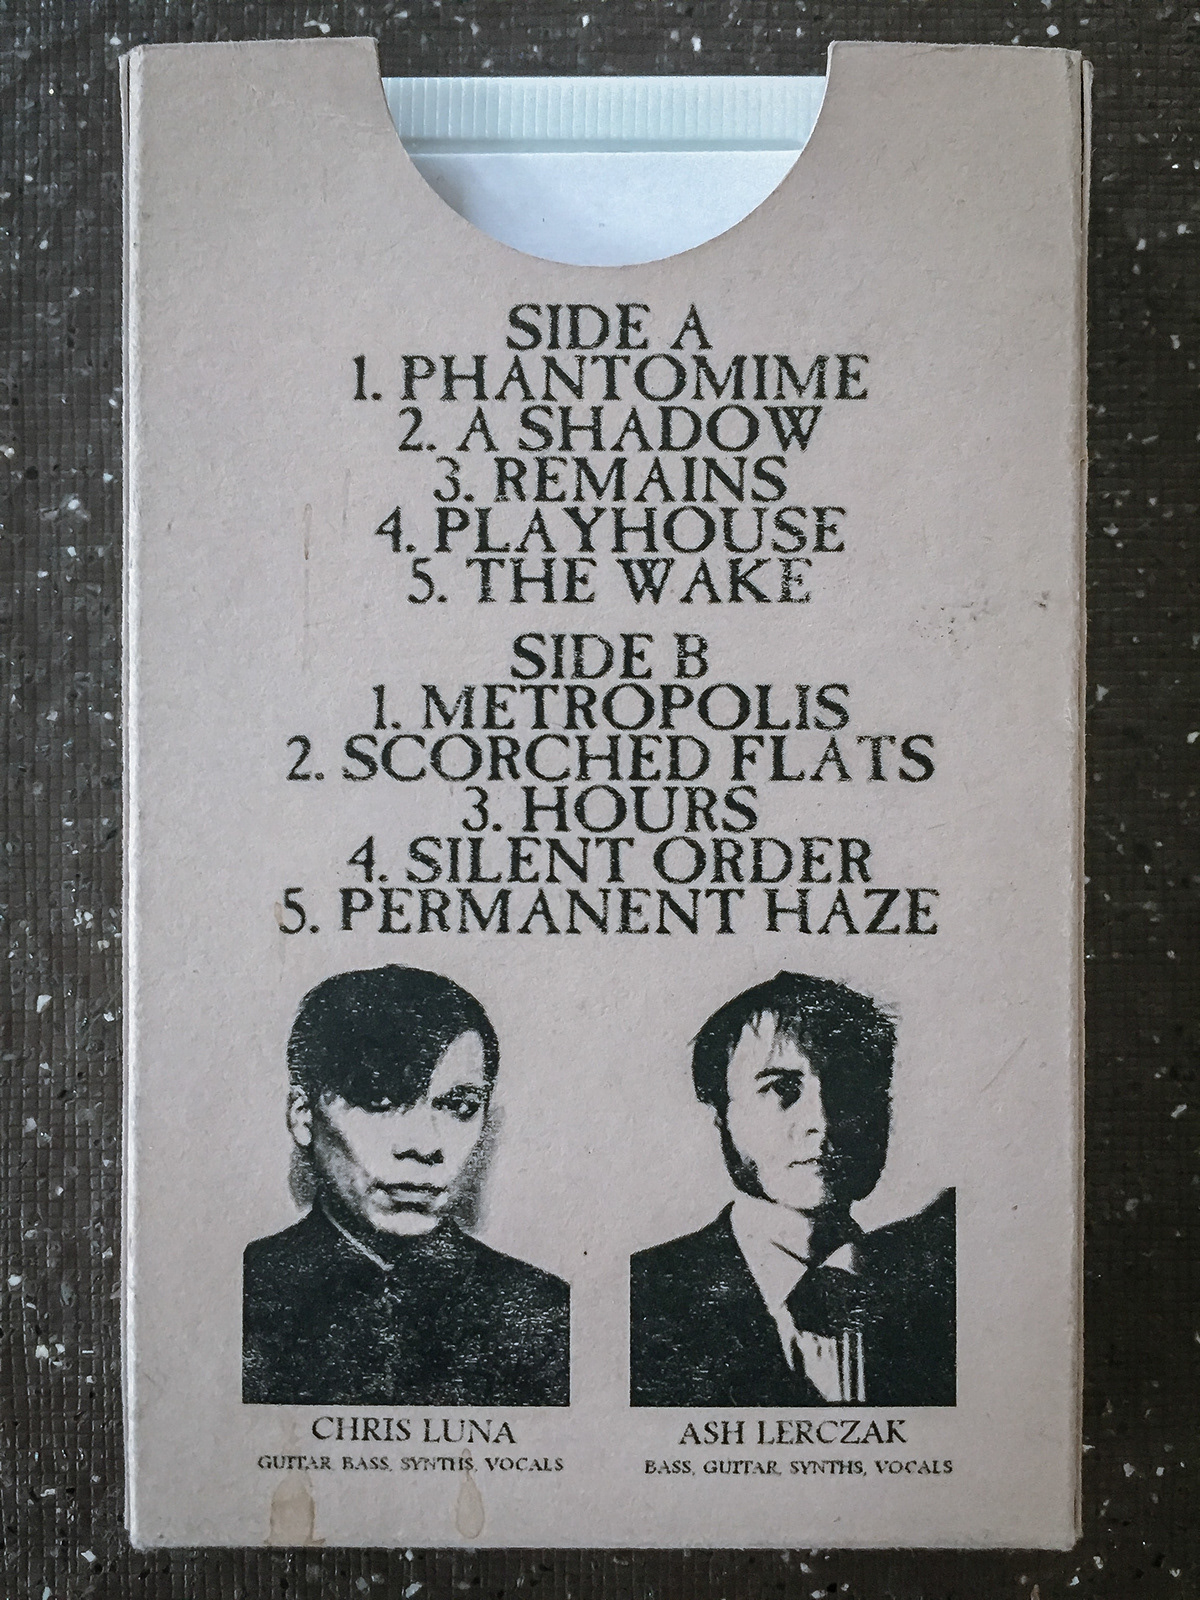 SIDE A
1. PHANTOMIME
2. A SHADOW
3. REMAINS
4. PLAYHOUSE
5. THE WAKE
SIDE B
1. METROPOLIS
2. SCORCHED FLATS
3. HOURS
4. SILENT ORDER
5. PERMANENT HAZE
CHRIS LUNA
GUITAR, BASS, SYNTHS, VOCALS
ASH LERCZAK
BASS, GUITAR, SYNTHS, VOCALS